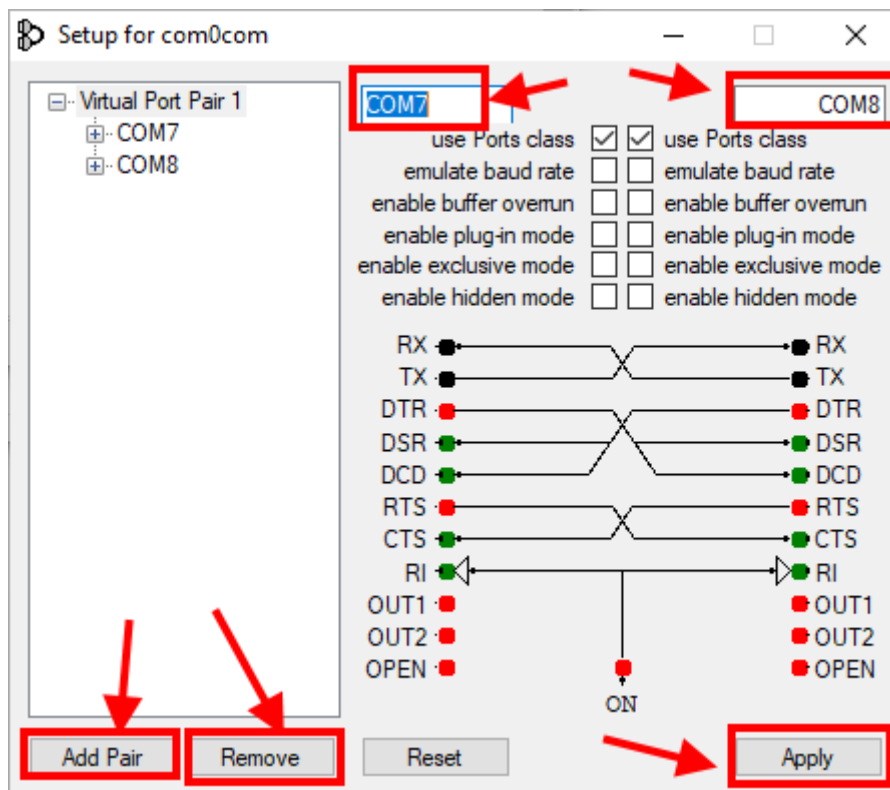 Setup for com0com
Virtual Port Pair 1
COM7
COM8
COM7
COM8
use Ports class
use Ports class
emulate baud rate
emulate baud rate
enable buffer overrun
enable buffer overrun
enable plug-in mode
enable plug-in mode
enable exclusive mode
enable exclusive mode
enable hidden mode
enable hidden mode
RX
RX
TX
TX
DTR
DTR
DSR
DSR
DCD
DCD
RTS
RTS
CTS
CTS
RI
RI
OUT1
OUT1
OUT2
OUT2
OPEN
OPEN
ON
Add Pair
Remove
Reset
Apply